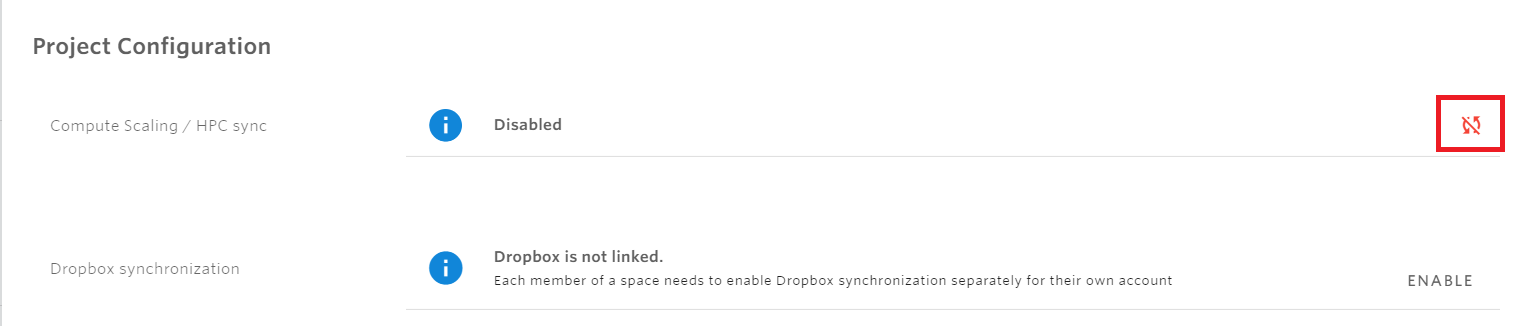 Project Configuration
Compute Scaling / HPC sync
Disabled
Dropbox synchronization
Dropbox is not linked.
Each member of a space needs to enable Dropbox synchronization separately for their own account
ENABLE